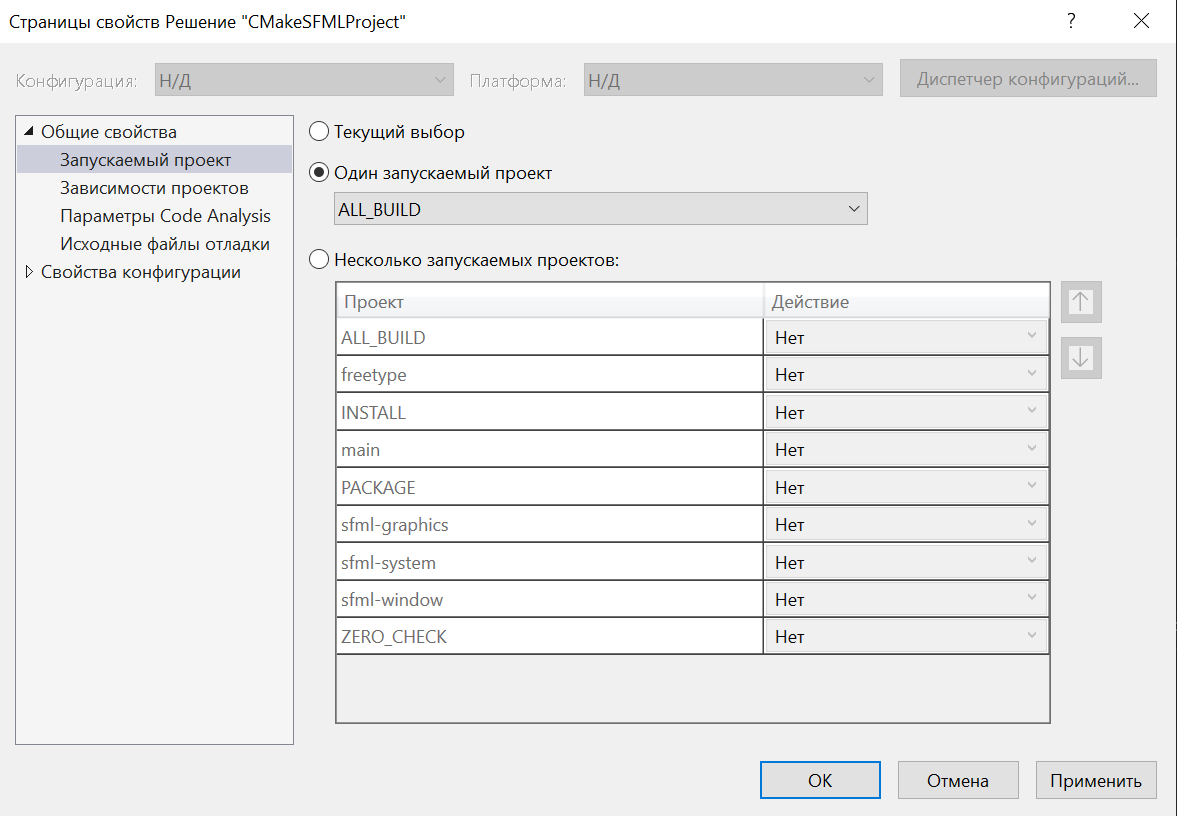 Страницы свойств Решение "CMakeSFMLProject"
?
Конфигурация: Н/Д Платформа: Н/Д Диспетчер конфигураций...
Общие свойства
Запускаемый проект
Зависимости проектов
Параметры Code Analysis
Исходные файлы отладки
Свойства конфигурации
Текущий выбор
Один запускаемый проект
ALL_BUILD
Несколько запускаемых проектов:
Проект Действие
ALL_BUILD Нет
freetype Нет
INSTALL Нет
main Нет
PACKAGE Нет
sfml-graphics Нет
sfml-system Нет
sfml-window Нет
ZERO_CHECK Нет
ОК Отмена Применить